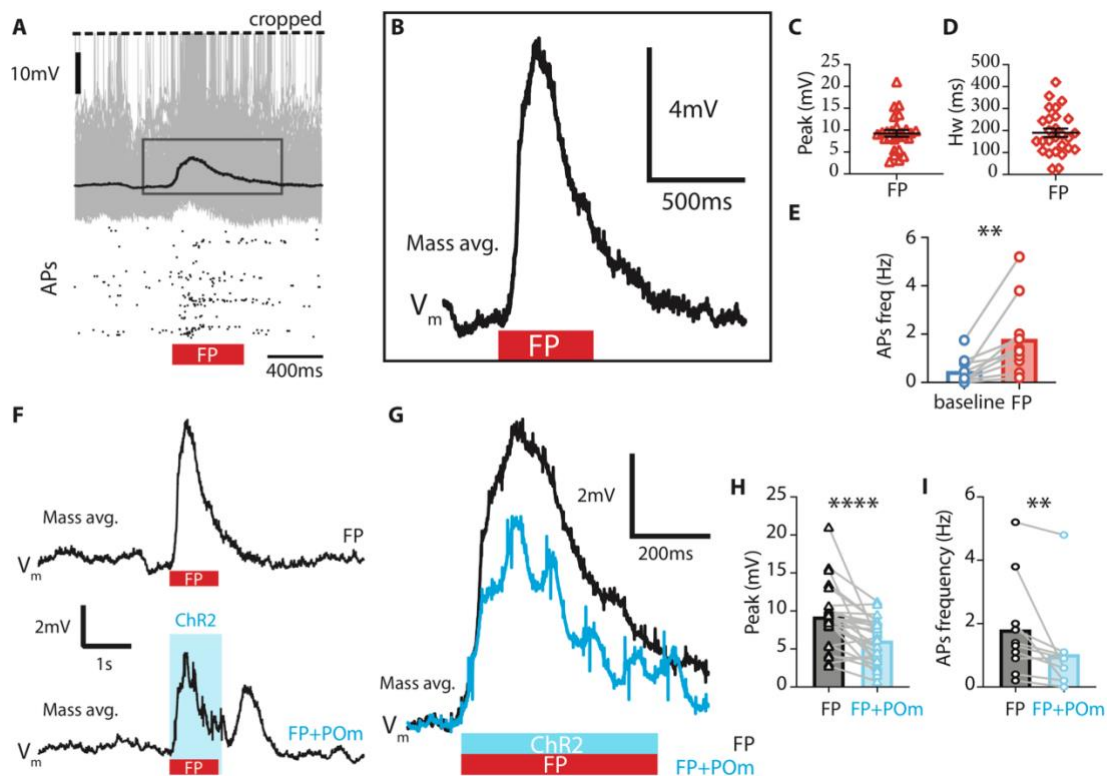 A
cropped
10mV
APs
FP
400ms
B
4mV
500ms
Mass avg.
Vm
FP
C
Peak (mV)
25
20
15
10
5
0
FP
D
Hw (ms)
500
400
300
200
100
0
FP
E
**
APs freq (Hz)
6
4
2
0
baseline FP
F
Mass avg.
FP
Vm
FP
2mV
1s
ChR2
Mass avg.
FP+POm
Vm
FP
G
2mV
200ms
Mass avg.
Vm
ChR2
FP
FP
FP+POm
H
****
Peak (mV)
25
20
15
10
5
0
FP FP+POm
I
**
APs frequency (Hz)
6
4
2
0
FP FP+POm